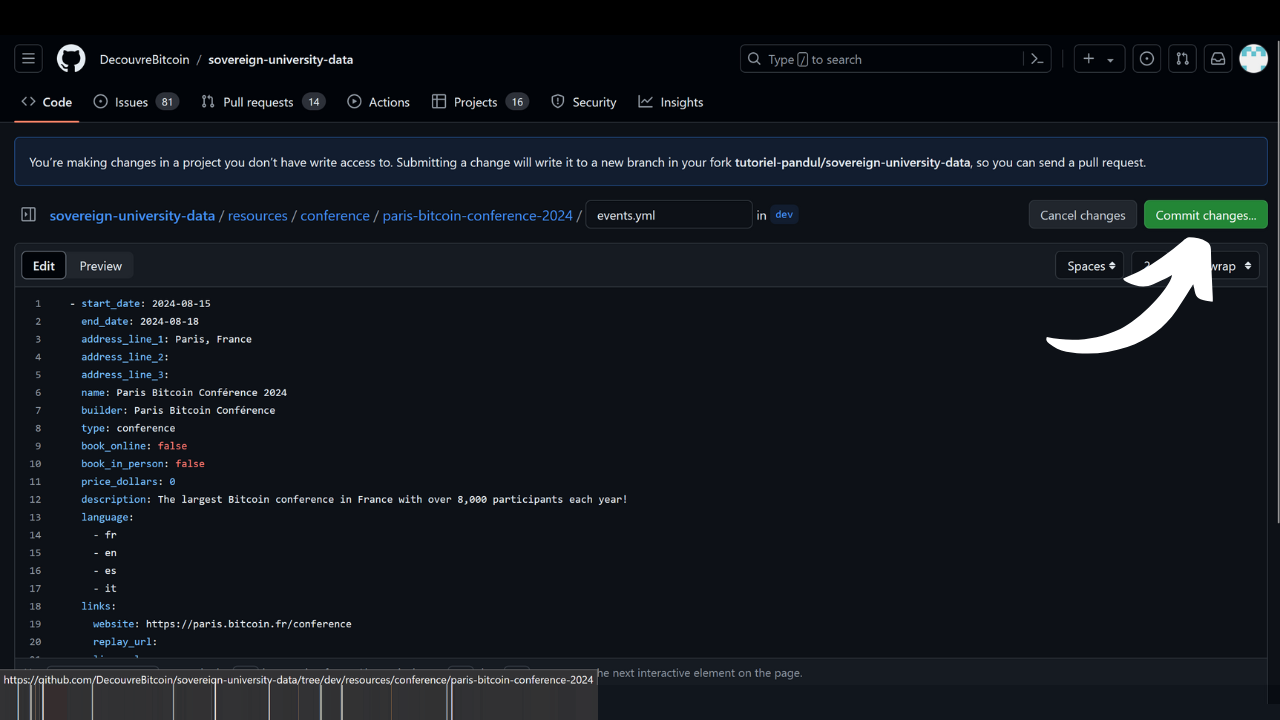 DecouvreBitcoin / sovereign-university-data
Type / to search
Code Issues 81 Pull requests 14 Actions Projects 16 Security Insights
You're making changes in a project you don't have write access to. Submitting a change will write it to a new branch in your fork tutoriel-pandul/sovereign-university-data, so you can send a pull request.
sovereign-university-data / resources / conference / paris-bitcoin-conference-2024 / events.yml in dev
Cancel changes Commit changes...
Edit Preview
Spaces wrap
1 - start_date: 2024-08-15
2 end_date: 2024-08-18
3 address_line_1: Paris, France
4 address_line_2:
5 address_line_3:
6 name: Paris Bitcoin Conférence 2024
7 builder: Paris Bitcoin Conférence
8 type: conference
9 book_online: false
10 book_in_person: false
11 price_dollars: 0
12 description: The largest Bitcoin conference in France with over 8,000 participants each year!
13 language:
14 - fr
15 - en
16 - es
17 - it
18 links:
19 website: https://paris.bitcoin.fr/conference
20 replay_url:
the next interactive element on the page.
https://github.com/DecouvreBitcoin/sovereign-university-data/tree/dev/resources/conference/paris-bitcoin-conference-2024